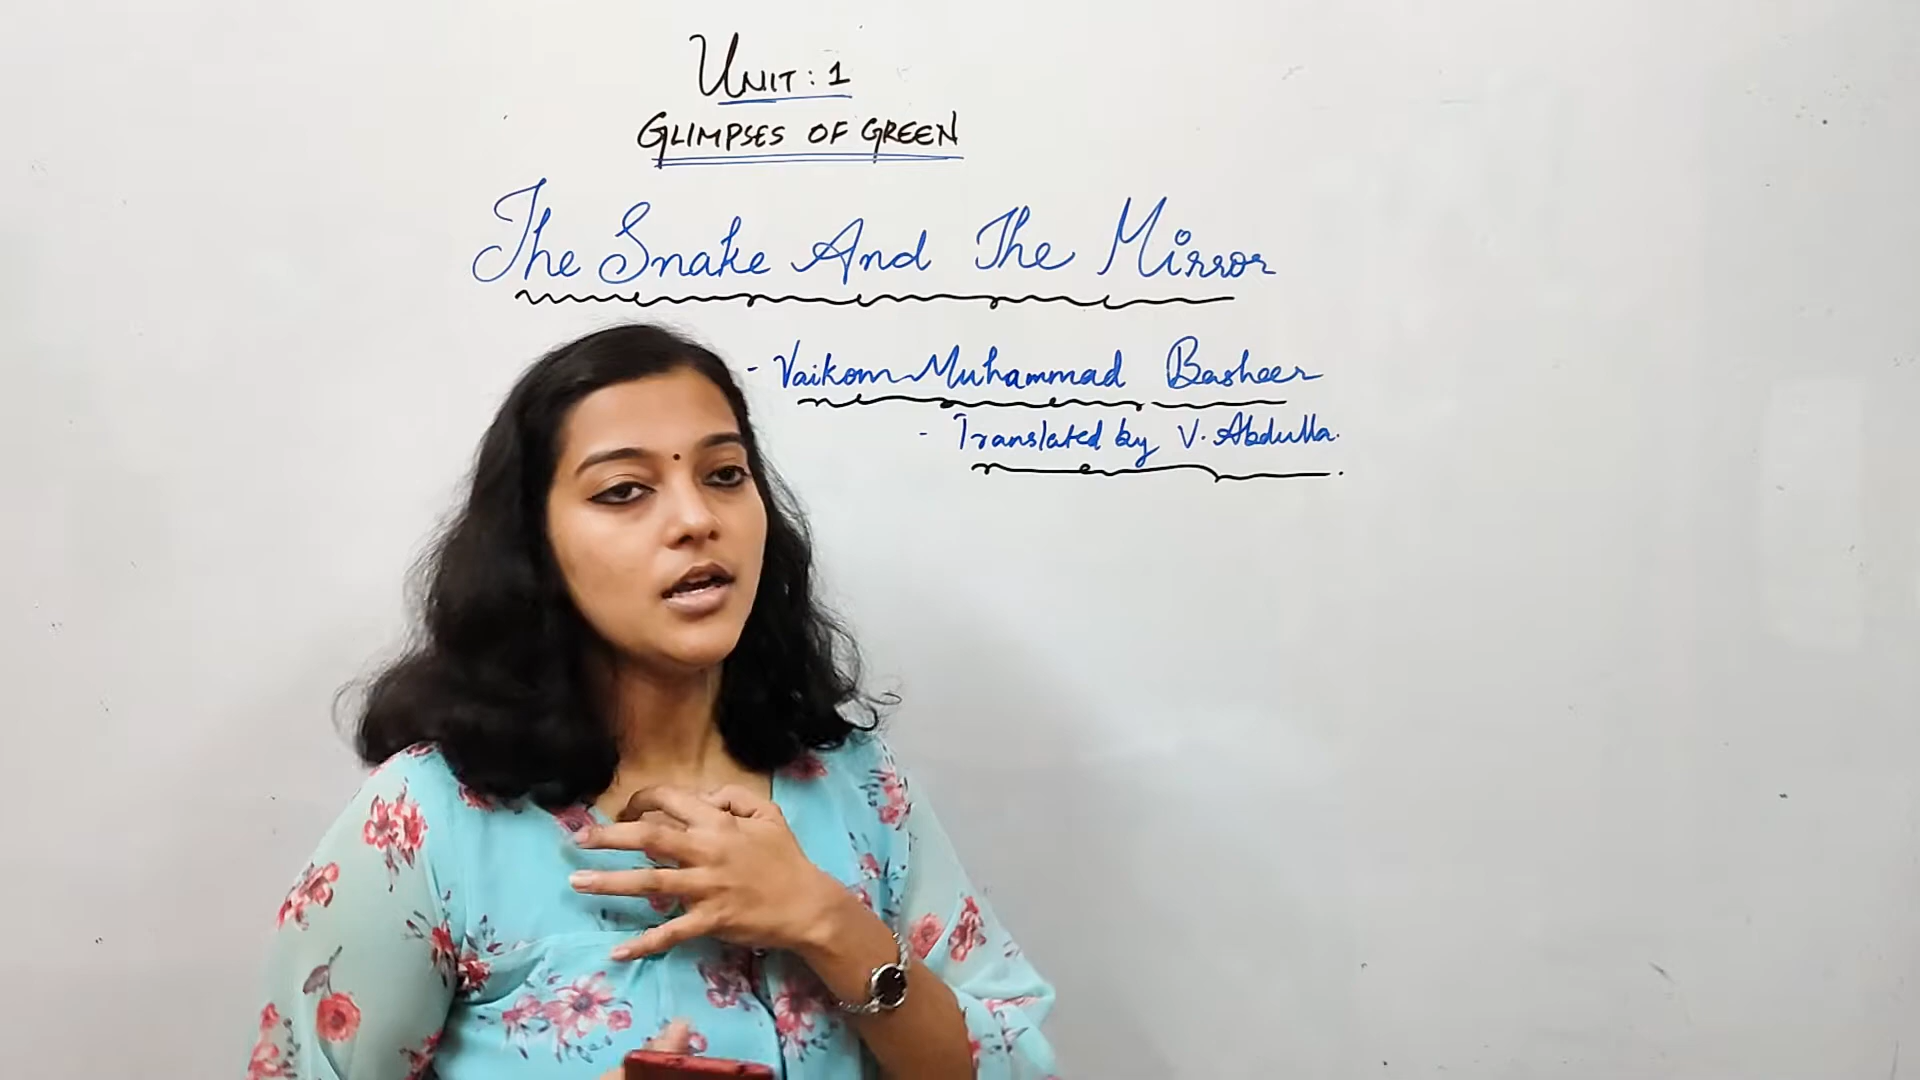 UNIT : 1
GLIMPSES OF GREEN
The Snake And The Mirror
- Vaikom Muhammad Basheer
- Translated by V. Abdulla.